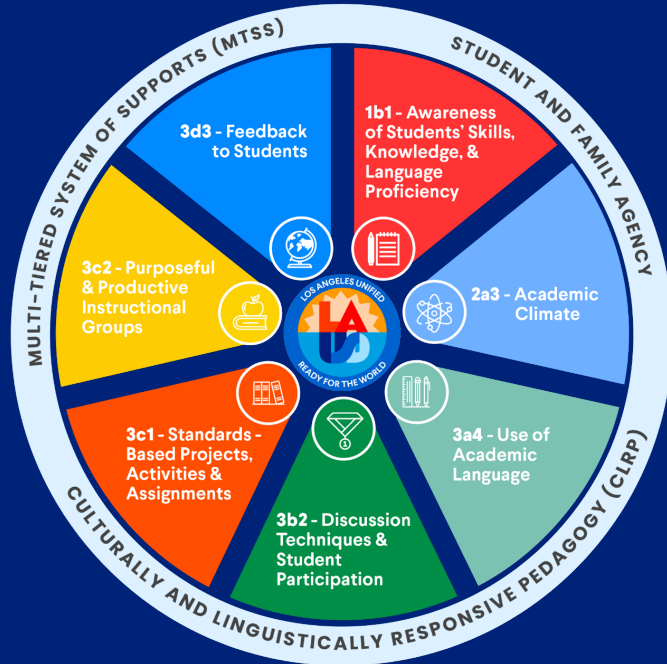 MULTI-TIERED SYSTEM OF SUPPORTS (MTSS)
STUDENT AND FAMILY AGENCY
CULTURALLY AND LINGUISTICALLY RESPONSIVE PEDAGOGY (CLRP)
1b1 - Awareness
of Students' Skills,
Knowledge, &
Language
Proficiency
2a3 - Academic
Climate
3a4 - Use of
Academic
Language
3b2 - Discussion
Techniques &
Student
Participation
3c1 - Standards -
Based Projects,
Activities &
Assignments
3c2 - Purposeful
& Productive
Instructional
Groups
3d3 - Feedback
to Students
LOS ANGELES UNIFIED
LAUSD
READY FOR THE WORLD
1